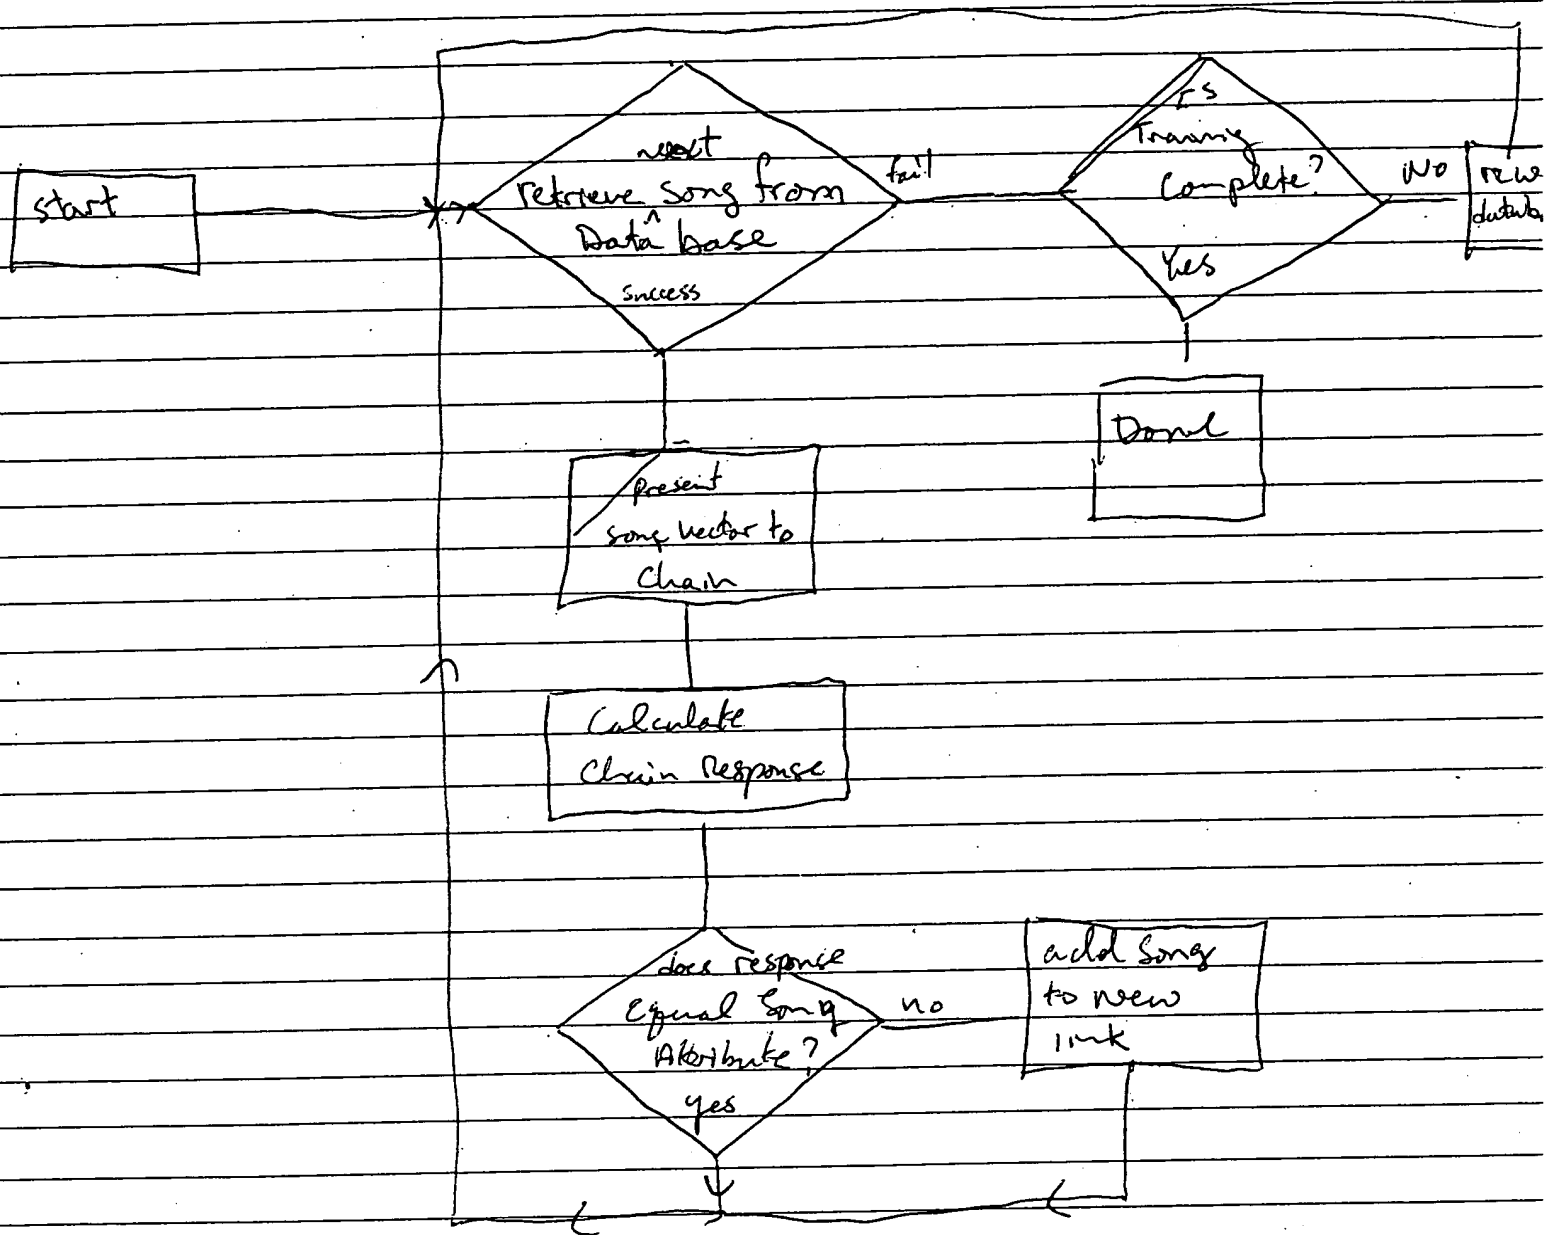 start
next
retrieve song from
^
Data base
success
fail
Is
Training
Complete?
Yes
No
Done
present
song vector to
Chain
Calculate
Chain Response
does response
Equal Song
Attribute?
yes
no
add song
to new
link